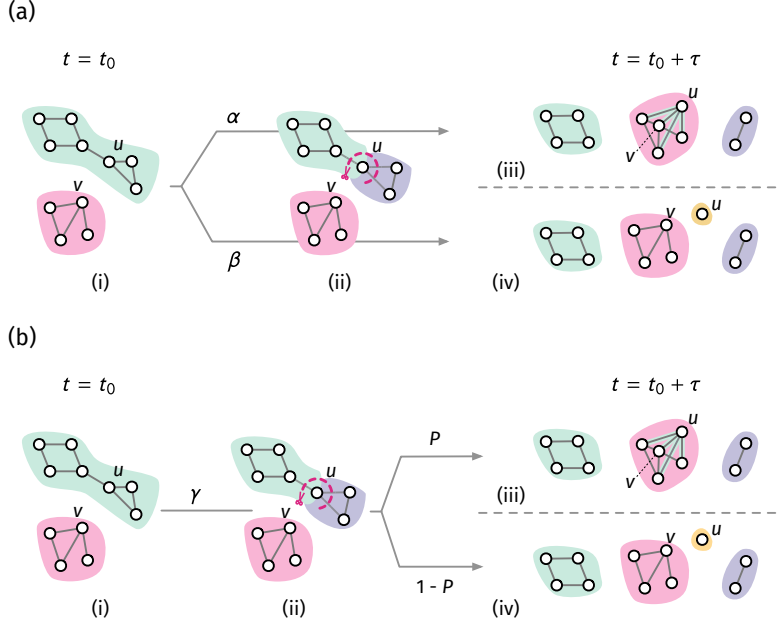 (a)
t = t₀
t = t₀ + τ
α
u
u
u
v
v
v
(iii)
v
u
β
(i)
(ii)
(iv)
(b)
t = t₀
t = t₀ + τ
P
u
u
u
γ
v
v
v
(iii)
v
u
1 - P
(i)
(ii)
(iv)